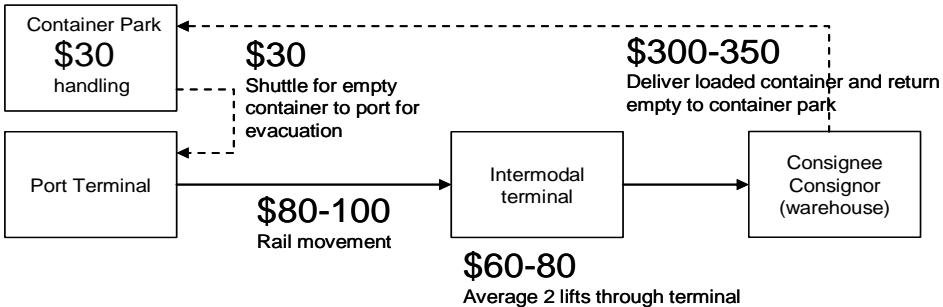 Container Park
$30
handling
$30
Shuttle for empty
container to port for
evacuation
$300-350
Deliver loaded container and return
empty to container park
Port Terminal
Intermodal
terminal
Consignee
Consignor
(warehouse)
$80-100
Rail movement
$60-80
Average 2 lifts through terminal